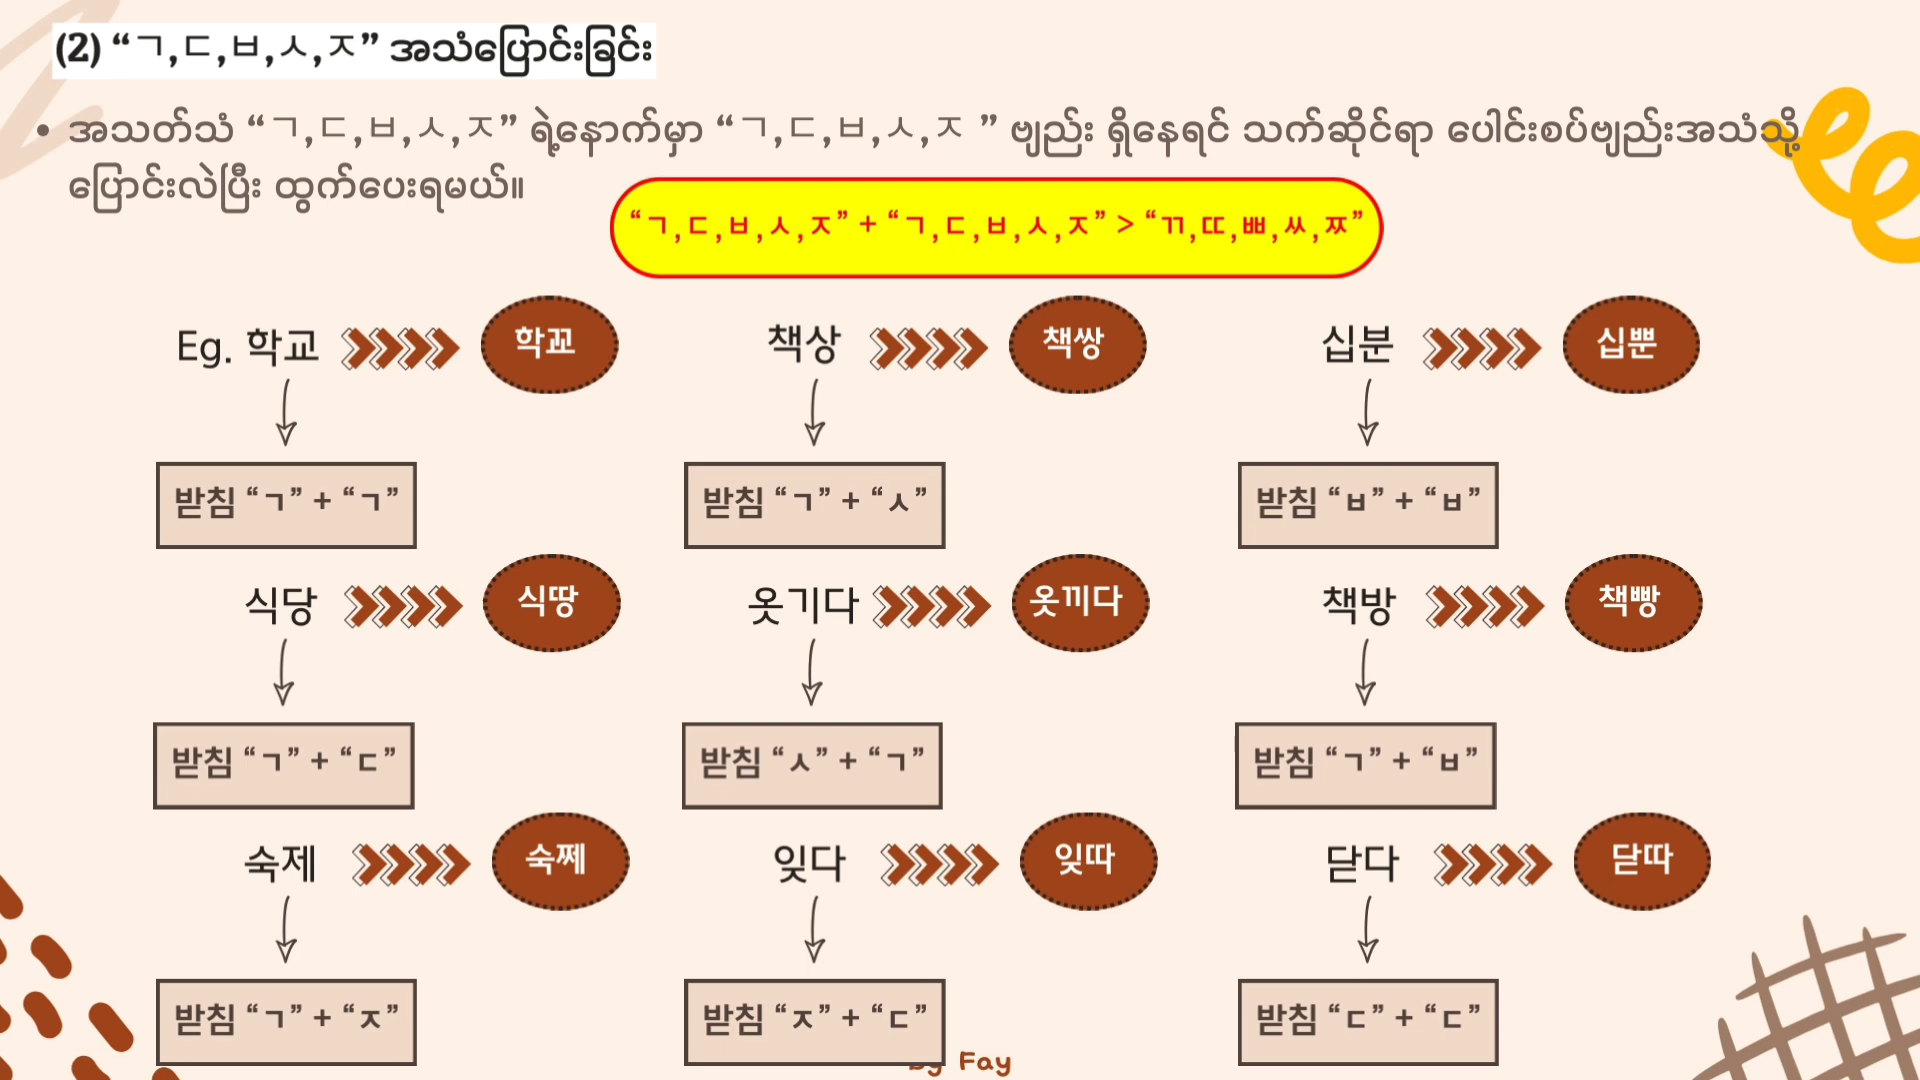 (2) “ㄱ,ㄷ,ㅂ,ㅅ,ㅈ” အသံပြောင်းခြင်း
• အသတ်သံ “ㄱ,ㄷ,ㅂ,ㅅ,ㅈ” ရဲ့နောက်မှာ “ㄱ,ㄷ,ㅂ,ㅅ,ㅈ ” ဗျည်း ရှိနေရင် သက်ဆိုင်ရာ ပေါင်းစပ်ဗျည်းအသံသို့
ပြောင်းလဲပြီး ထွက်ပေးရမယ်။
“ㄱ,ㄷ,ㅂ,ㅅ,ㅈ” + “ㄱ,ㄷ,ㅂ,ㅅ,ㅈ” > “ㄲ,ㄸ,ㅃ,ㅆ,ㅉ”
Eg. 학교 학꾜 책상 책쌍 십분 십뿐
받침 “ㄱ” + “ㄱ” 받침 “ㄱ” + “ㅅ” 받침 “ㅂ” + “ㅂ”
식당 식땅 옷기다 옷끼다 책방 책빵
받침 “ㄱ” + “ㄷ” 받침 “ㅅ” + “ㄱ” 받침 “ㄱ” + “ㅂ”
숙제 숙쩨 잊다 잊따 닫다 닫따
받침 “ㄱ” + “ㅈ” 받침 “ㅈ” + “ㄷ” 받침 “ㄷ” + “ㄷ”
by Fay